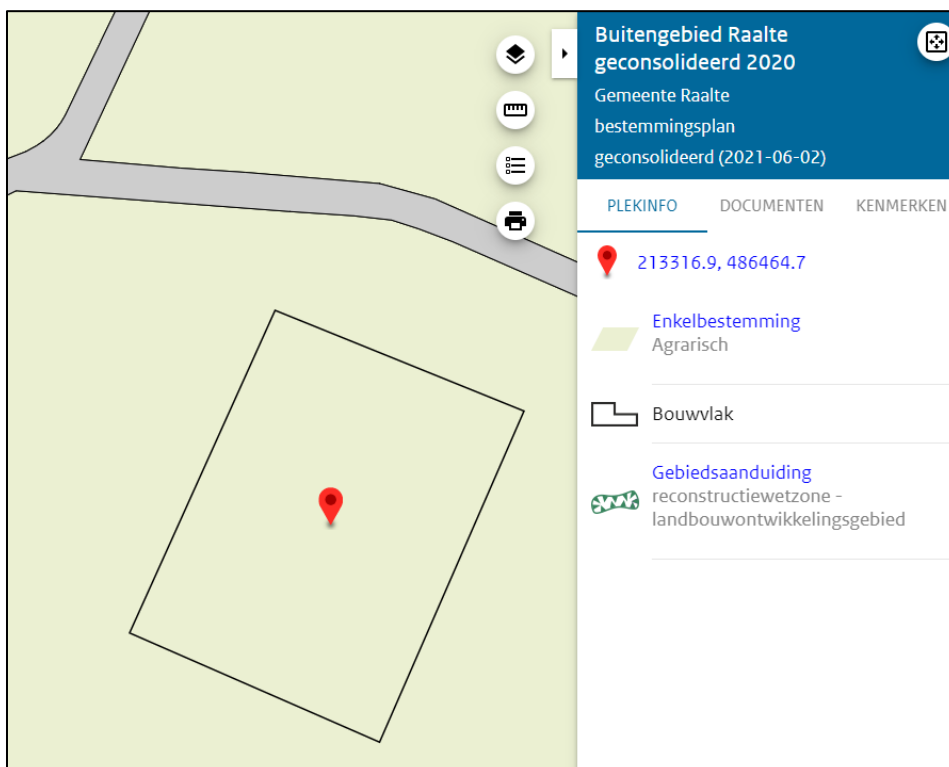 Buitengebied Raalte
geconsolideerd 2020
Gemeente Raalte
bestemmingsplan
geconsolideerd (2021-06-02)
PLEKINFO DOCUMENTEN KENMERKEN
213316.9, 486464.7
Enkelbestemming
Agrarisch
Bouwvlak
Gebiedsaanduiding
reconstructiewetzone -
landbouwontwikkelingsgebied